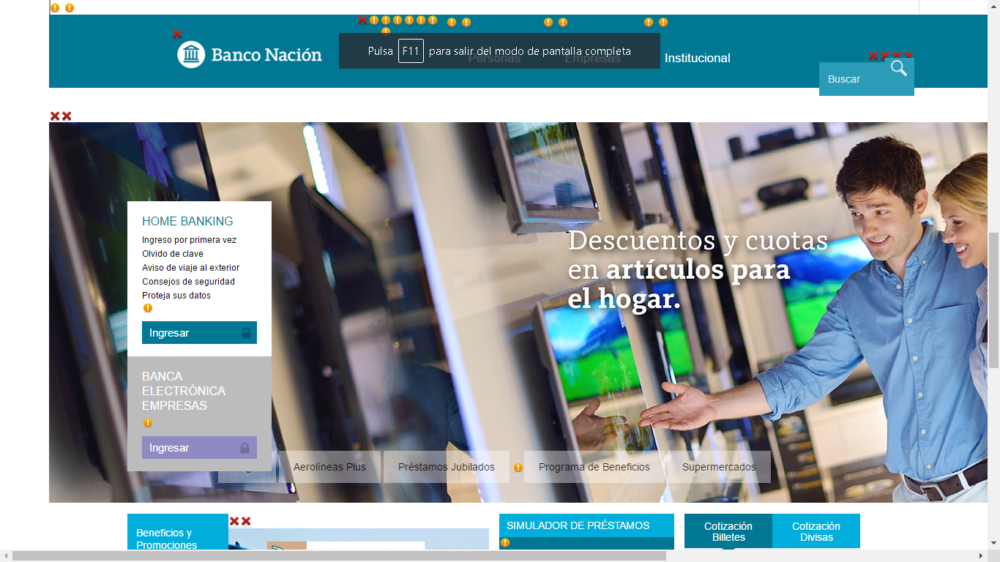 Pulsa F11 para salir del modo de pantalla completa
Banco Nación
Personas
Empresas
Institucional
Buscar
HOME BANKING
Ingreso por primera vez
Olvido de clave
Aviso de viaje al exterior
Consejos de seguridad
Proteja sus datos
Ingresar
Descuentos y cuotas
en artículos para
el hogar.
BANCA
ELECTRÓNICA
EMPRESAS
Ingresar
Aerolíneas Plus
Préstamos Jubilados
Programa de Beneficios
Supermercados
Beneficios y
Promociones
SIMULADOR DE PRÉSTAMOS
Cotización
Billetes
Cotización
Divisas